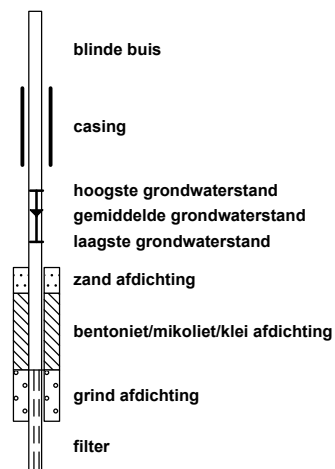 blinde buis
casing
hoogste grondwaterstand
gemiddelde grondwaterstand
laagste grondwaterstand
zand afdichting
bentoniet/mikoliet/klei afdichting
grind afdichting
filter